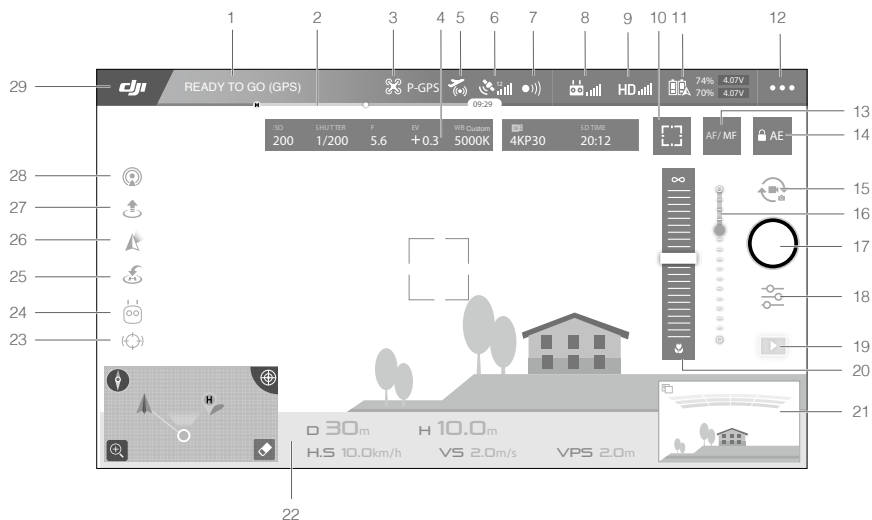 1 2 3 4 5 6 7 8 9 10 11 12
29 dji READY TO GO (GPS) P-GPS 12 HD 74% 4.07V
70% 4.07V
H 09:29
ISO SHUTTER F EV WB Custom SD TIME
200 1/200 5.6 +0.3 5000K 4KP30 20:12
AF/MF AE
13
14
∞
28 15
27 16
26 17
25
24 18
23 19
20
H
D 30m H 10.0m
H.S 10.0km/h VS 2.0m/s VPS 2.0m
21
22